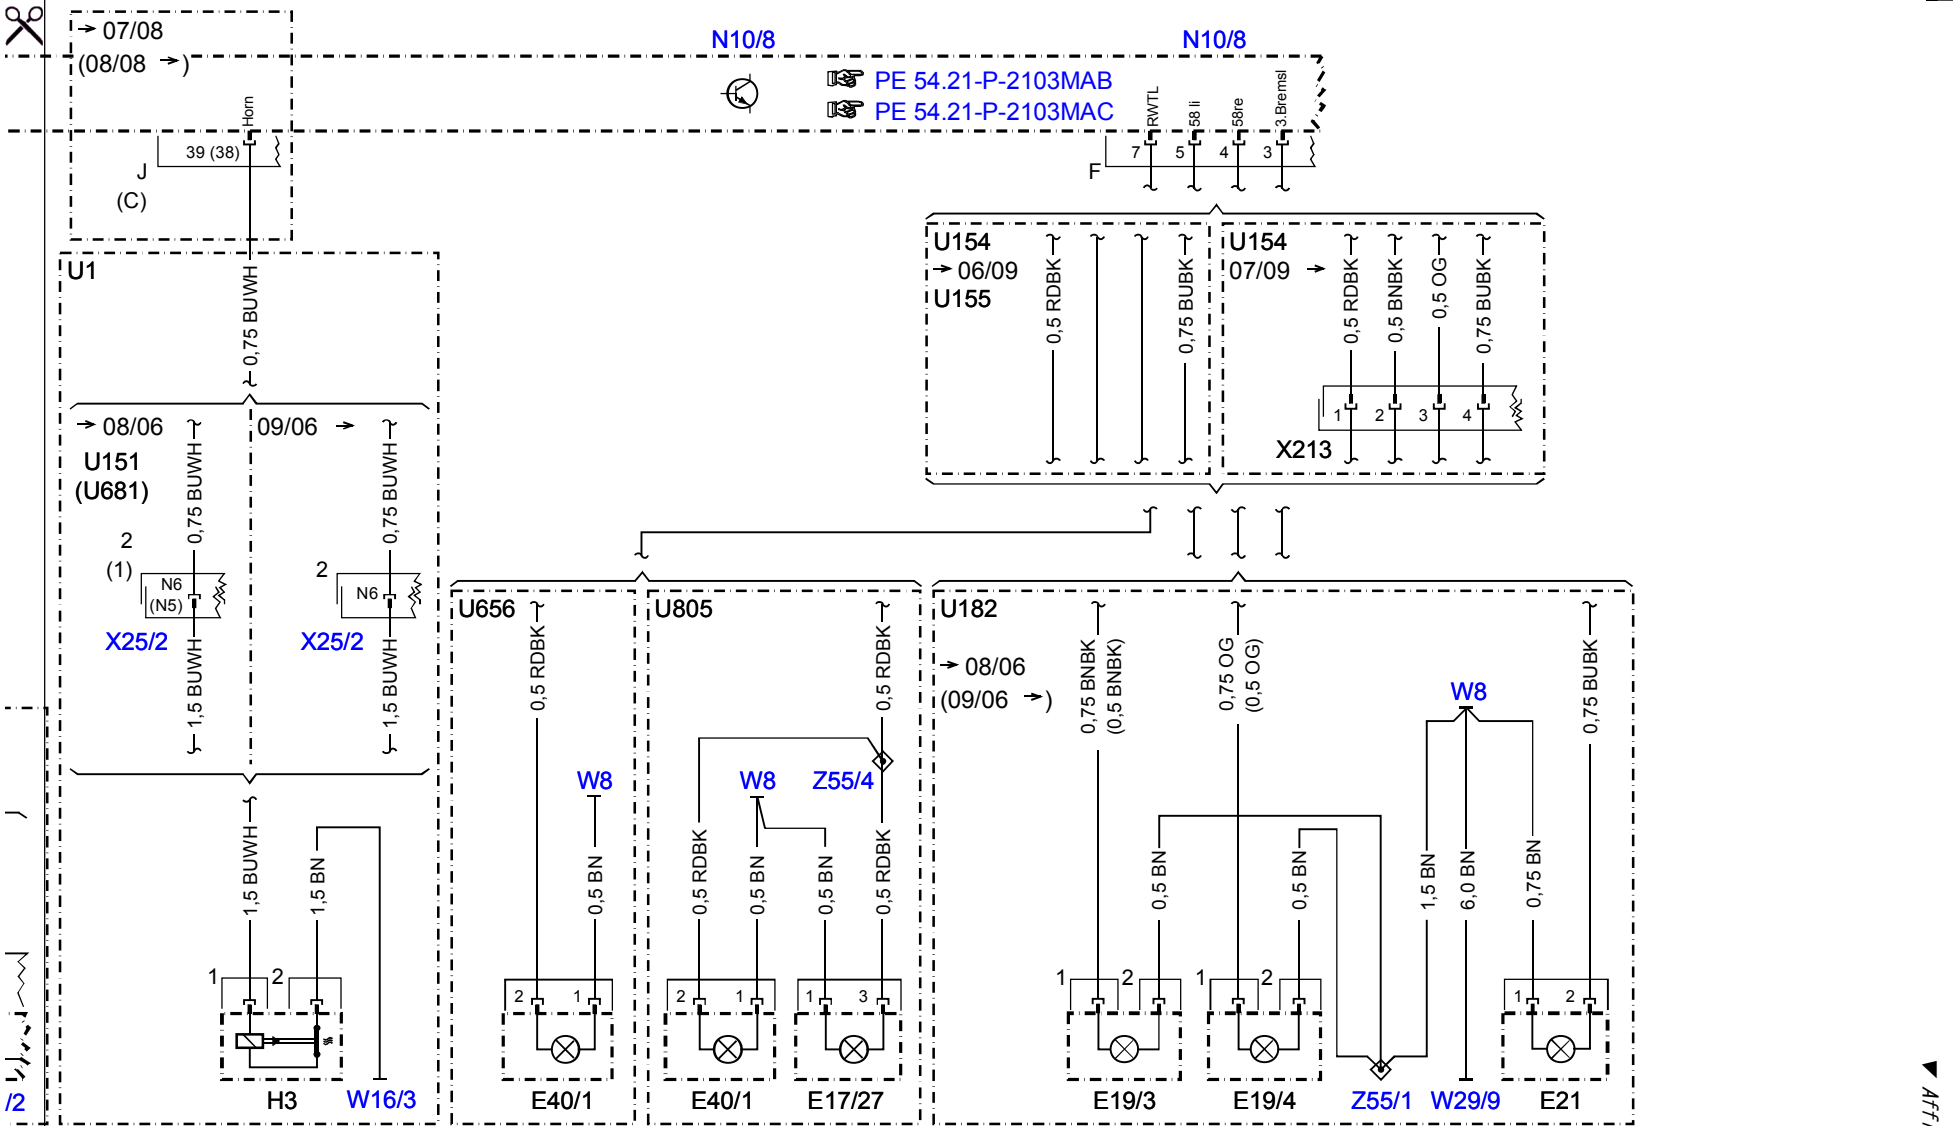 → 07/08
(08/08 →)
N10/8
N10/8
PE 54.21-P-2103MAB
PE 54.21-P-2103MAC
Horn
RWTL
58 li
58re
3.Bremsl
39 (38)
J
(C)
7
5
4
3
F
U1
0,75 BUWH
U154
→ 06/09
U155
0,5 RDBK
0,75 BUBK
U154
07/09 →
0,5 RDBK
0,5 BNBK
0,5 OG
0,75 BUBK
1
2
3
4
X213
→ 08/06
U151
(U681)
0,75 BUWH
09/06 →
0,75 BUWH
2
(1)
N6
(N5)
X25/2
1,5 BUWH
2
N6
X25/2
1,5 BUWH
U656
0,5 RDBK
W8
0,5 BN
U805
0,5 RDBK
W8
Z55/4
0,5 RDBK
0,5 BN
0,5 BN
0,5 RDBK
U182
→ 08/06
(09/06 →)
0,75 BNBK
(0,5 BNBK)
0,75 OG
(0,5 OG)
W8
0,75 BUBK
0,5 BN
0,5 BN
1,5 BN
6,0 BN
0,75 BN
1,5 BUWH
1,5 BN
1
2
2
1
2
1
1
3
1
2
1
2
1
2
/2
H3
W16/3
E40/1
E40/1
E17/27
E19/3
E19/4
Z55/1
W29/9
E21